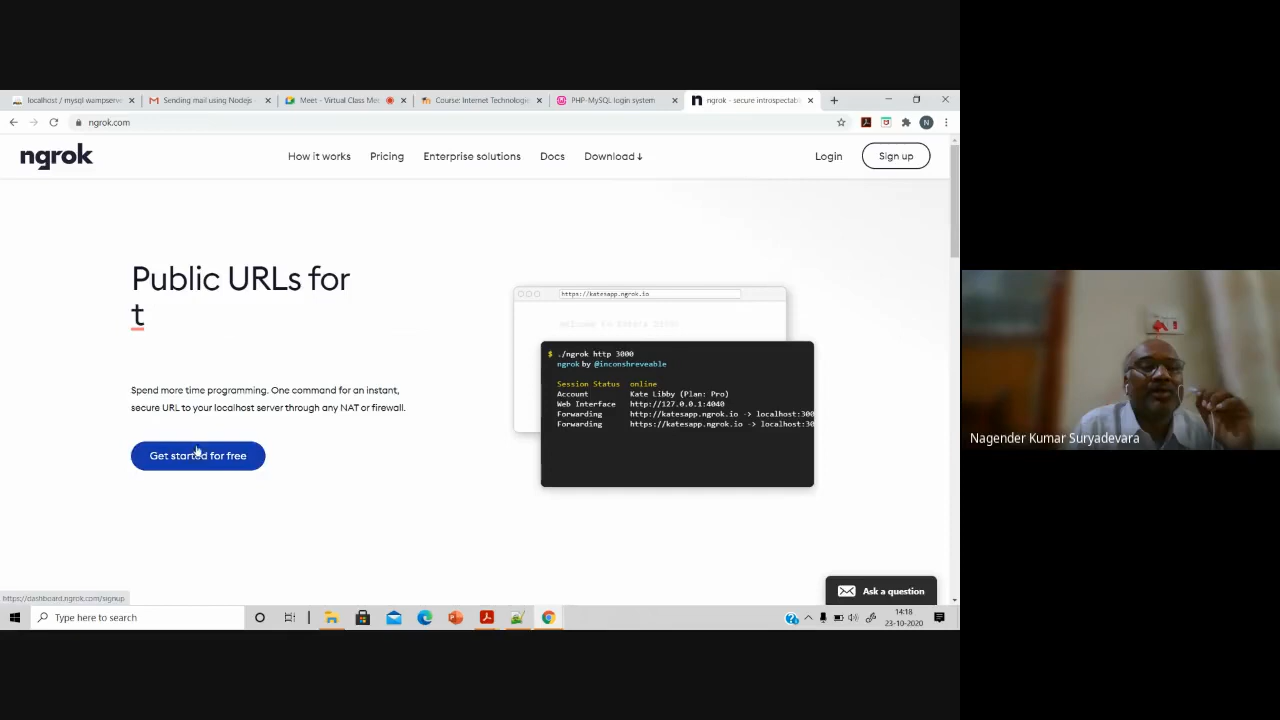 localhost / mysql wampserv
Sending mail using Nodejs
Meet - Virtual Class Me
Course: Internet Technologie
PHP-MySQL login system
ngrok - secure introspectab
ngrok.com
N
ngrok
How it works
Pricing
Enterprise solutions
Docs
Download↓
Login
Sign up
Public URLs for
t
Spend more time programming. One command for an instant,
secure URL to your localhost server through any NAT or firewall.
Get started for free
https://katesapp.ngrok.io
$ ./ngrok http 3000
ngrok by @inconshreveable
Session Status online
Account Kate Libby (Plan: Pro)
Web Interface http://127.0.0.1:4040
Forwarding http://katesapp.ngrok.io -> localhost:300
Forwarding https://katesapp.ngrok.io -> localhost:30
Ask a question
https://dashboard.ngrok.com/signup
Type here to search
14:18
23-10-2020
Nagender Kumar Suryadevara